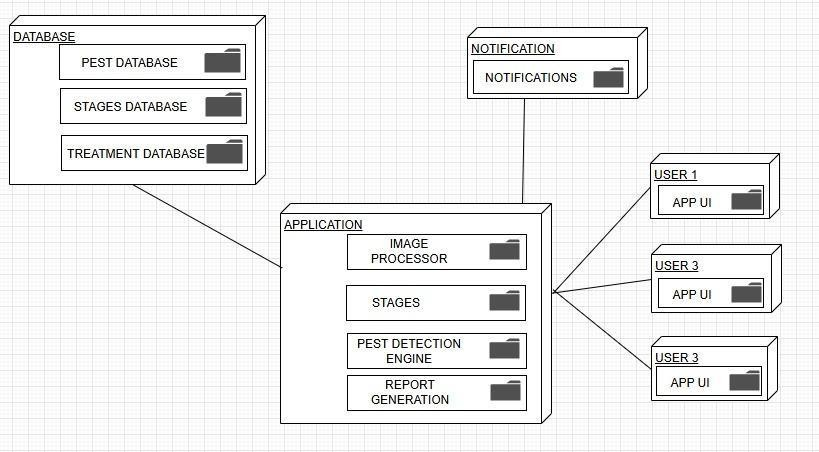 DATABASE
PEST DATABASE
STAGES DATABASE
TREATMENT DATABASE
NOTIFICATION
NOTIFICATIONS
APPLICATION
IMAGE
PROCESSOR
STAGES
PEST DETECTION
ENGINE
REPORT
GENERATION
USER 1
APP UI
USER 3
APP UI
USER 3
APP UI